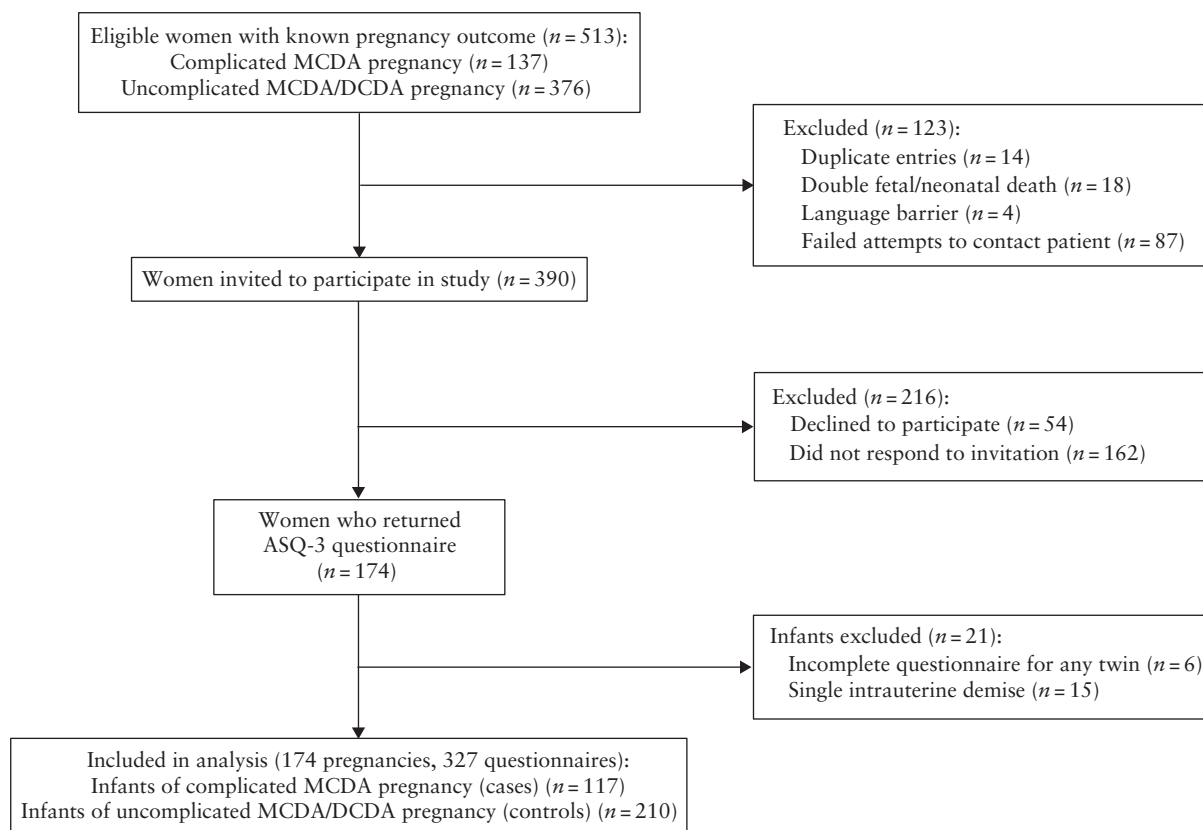 Eligible women with known pregnancy outcome (n = 513):
Complicated MCDA pregnancy (n = 137)
Uncomplicated MCDA/DCDA pregnancy (n = 376)
Excluded (n = 123):
Duplicate entries (n = 14)
Double fetal/neonatal death (n = 18)
Language barrier (n = 4)
Failed attempts to contact patient (n = 87)
Women invited to participate in study (n = 390)
Excluded (n = 216):
Declined to participate (n = 54)
Did not respond to invitation (n = 162)
Women who returned
ASQ-3 questionnaire
(n = 174)
Infants excluded (n = 21):
Incomplete questionnaire for any twin (n = 6)
Single intrauterine demise (n = 15)
Included in analysis (174 pregnancies, 327 questionnaires):
Infants of complicated MCDA pregnancy (cases) (n = 117)
Infants of uncomplicated MCDA/DCDA pregnancy (controls) (n = 210)